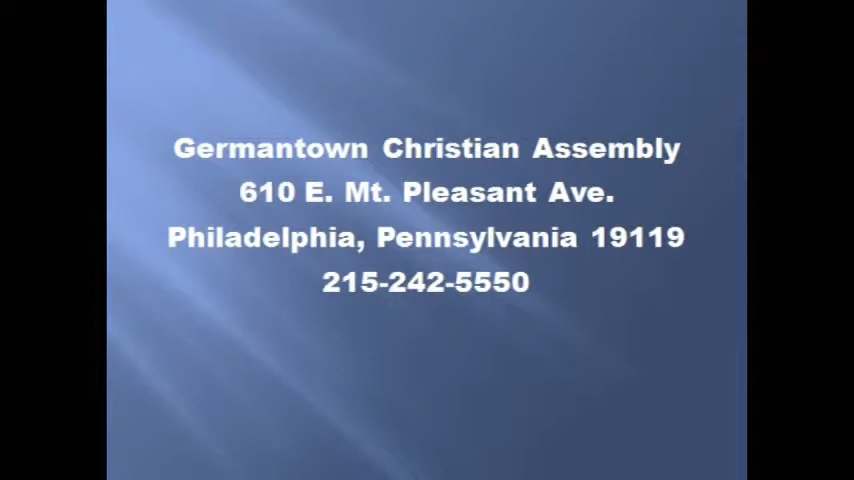 Germantown Christian Assembly
610 E. Mt. Pleasant Ave.
Philadelphia, Pennsylvania 19119
215-242-5550